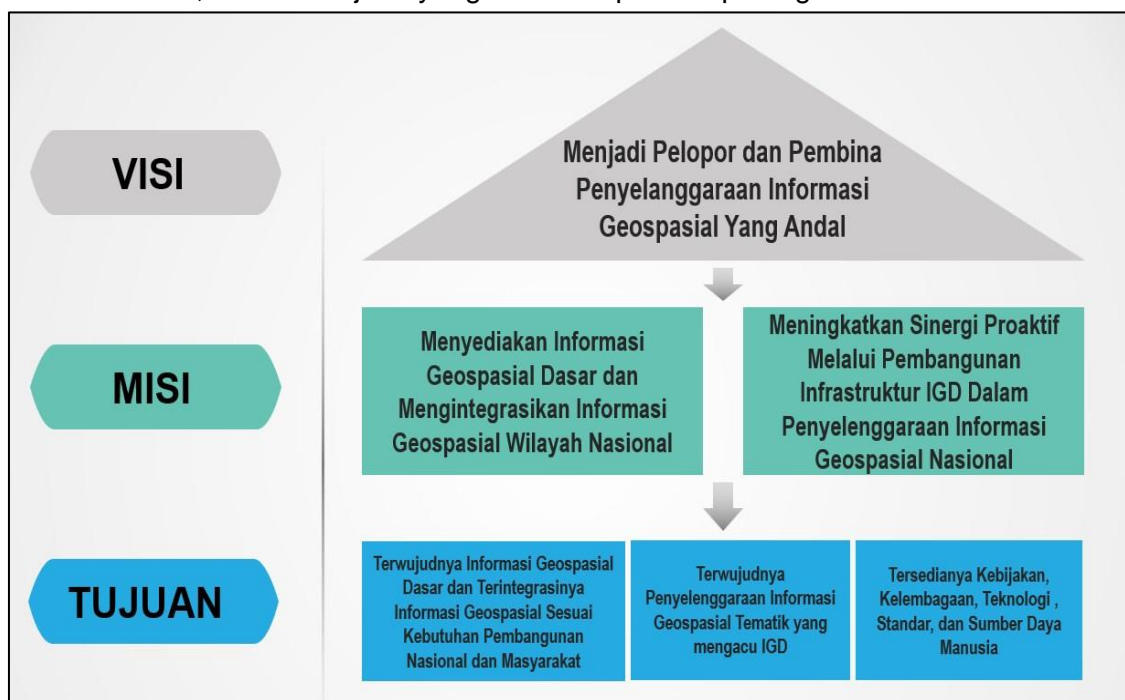 VISI
Menjadi Pelopor dan Pembina
Penyelanggaraan Informasi
Geospasial Yang Andal
MISI
Menyediakan Informasi
Geospasial Dasar dan
Mengintegrasikan Informasi
Geospasial Wilayah Nasional
Meningkatkan Sinergi Proaktif
Melalui Pembangunan
Infrastruktur IGD Dalam
Penyelenggaraan Informasi
Geospasial Nasional
TUJUAN
Terwujudnya Informasi Geospasial
Dasar dan Terintegrasinya
Informasi Geospasial Sesuai
Kebutuhan Pembangunan
Nasional dan Masyarakat
Terwujudnya
Penyelenggaraan Informasi
Geospasial Tematik yang
mengacu IGD
Tersedianya Kebijakan,
Kelembagaan, Teknologi ,
Standar, dan Sumber Daya
Manusia